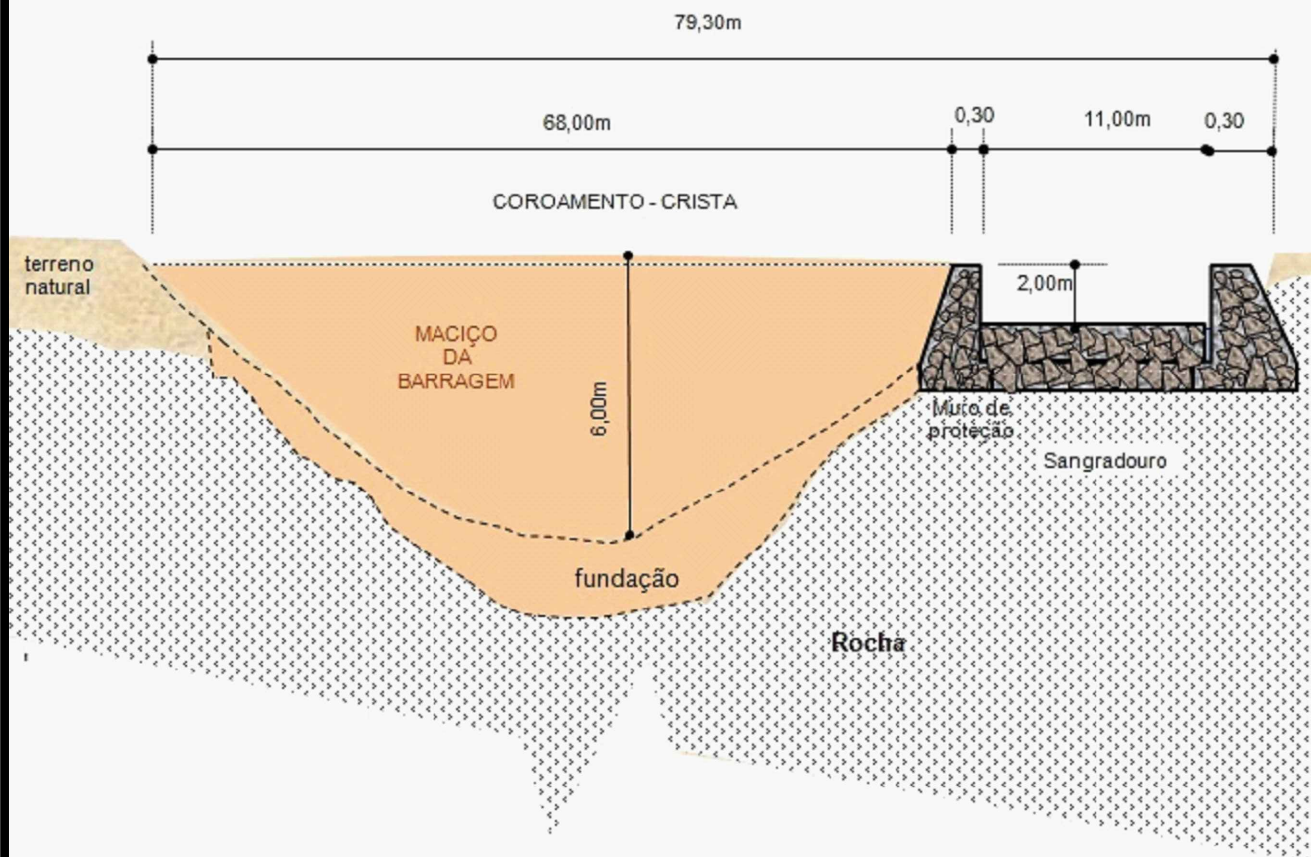 79,30m
68,00m
0,30
11,00m
0,30
COROAMENTO - CRISTA
terreno
natural
2,00m
MACIÇO
DA
BARRAGEM
6,00m
Muro de
proteção
Sangradouro
fundação
Rocha